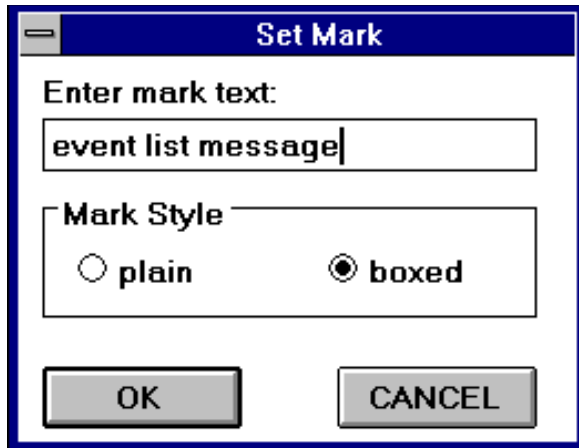 Set Mark
Enter mark text:
event list message
Mark Style
plain boxed
OK CANCEL